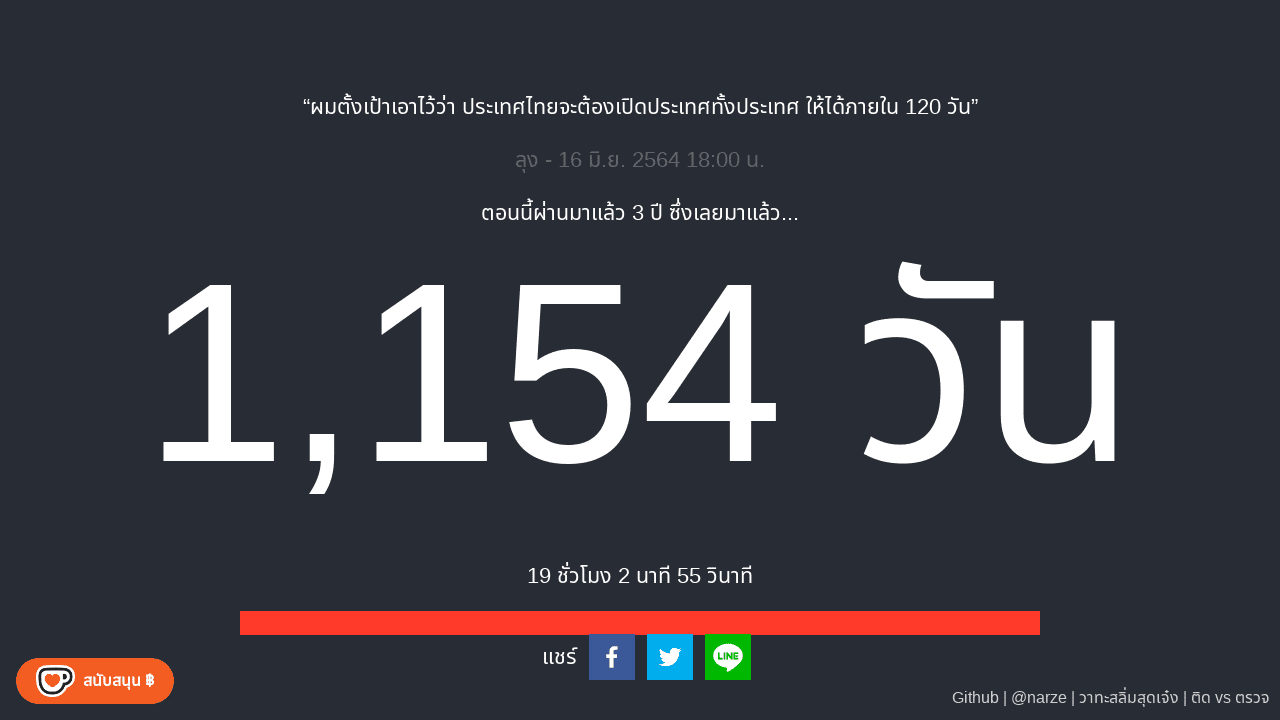 “ผมตั้งเป้าเอาไว้ว่า ประเทศไทยจะต้องเปิดประเทศทั้งประเทศ ให้ได้ภายใน 120 วัน”
ลุง - 16 มิ.ย. 2564 18:00 น.
ตอนนี้ผ่านมาแล้ว 3 ปี ซึ่งเลยมาแล้ว...
1,154 วัน
19 ชั่วโมง 2 นาที 55 วินาที
แชร์
LINE
สนับสนุน ฿
Github | @narze | วาทะสลิ่มสุดเจ๋ง | ติด vs ตรวจ